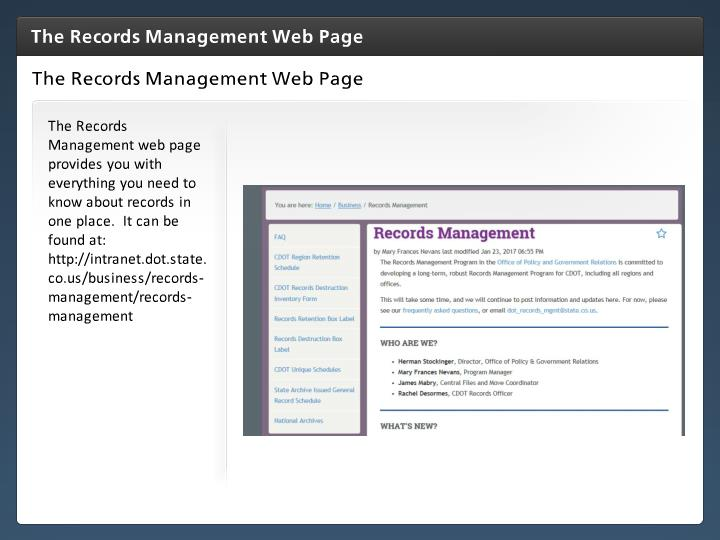 The Records Management Web Page
The Records Management Web Page
The Records
Management web page
provides you with
everything you need to
know about records in
one place.  It can be
found at:
http://intranet.dot.state.
co.us/business/records-
management/records-
management
You are here: Home / Business / Records Management
FAQ
CDOT Region Retention
Schedule
CDOT Records Destruction
Inventory Form
Records Retention Box Label
Records Destruction Box
Label
CDOT Unique Schedules
State Archive Issued General
Record Schedule
National Archives
Records Management
by Mary Frances Nevans last modified Jan 23, 2017 06:55 PM
The Records Management Program in the Office of Policy and Government Relations is committed to
developing a long-term, robust Records Management Program for CDOT, including all regions and
offices.
This will take some time, and we will continue to post information and updates here. For now, please
see our frequently asked questions, or email dot_records_mgmt@state.co.us.
WHO ARE WE?
• Herman Stockinger, Director, Office of Policy & Government Relations
• Mary Frances Nevans, Program Manager
• James Mabry, Central Files and Move Coordinator
• Rachel Desormes, CDOT Records Officer
WHAT'S NEW?